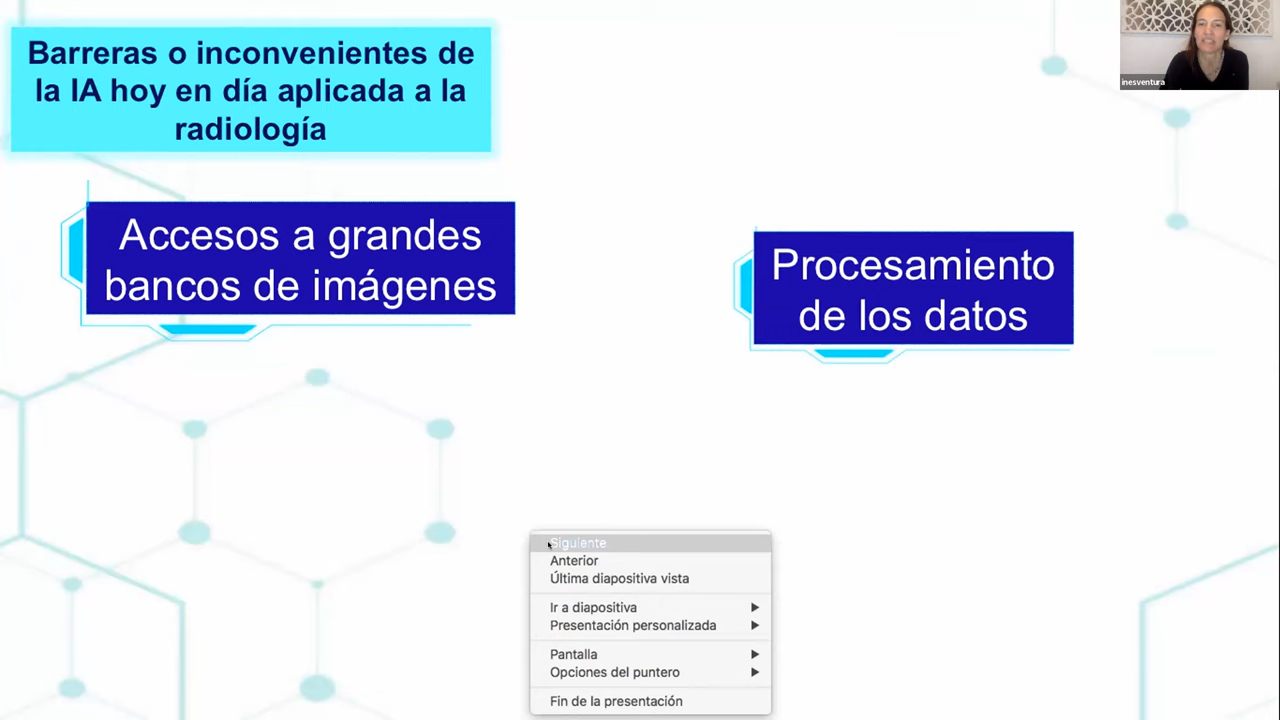 Barreras o inconvenientes de
la IA hoy en día aplicada a la
radiología
inesventura
Accesos a grandes
bancos de imágenes
Procesamiento
de los datos
Siguiente
Anterior
Última diapositiva vista
Ir a diapositiva
Presentación personalizada
Pantalla
Opciones del puntero
Fin de la presentación